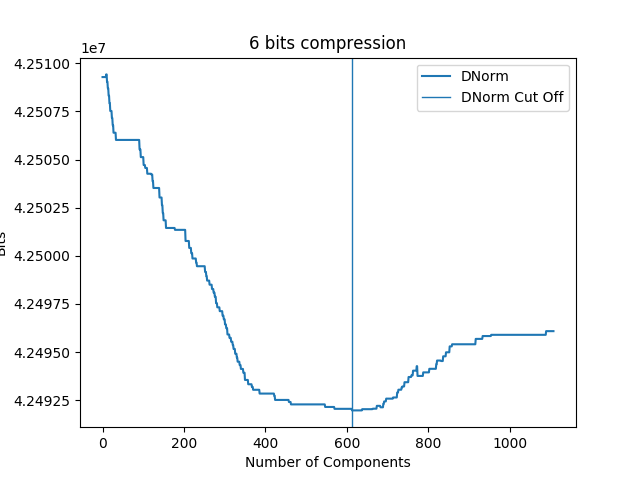 6 bits compression
1e7
DNorm
DNorm Cut Off
4.25100
4.25075
4.25050
4.25025
4.25000
4.24975
4.24950
4.24925
0 200 400 600 800 1000
Number of Components